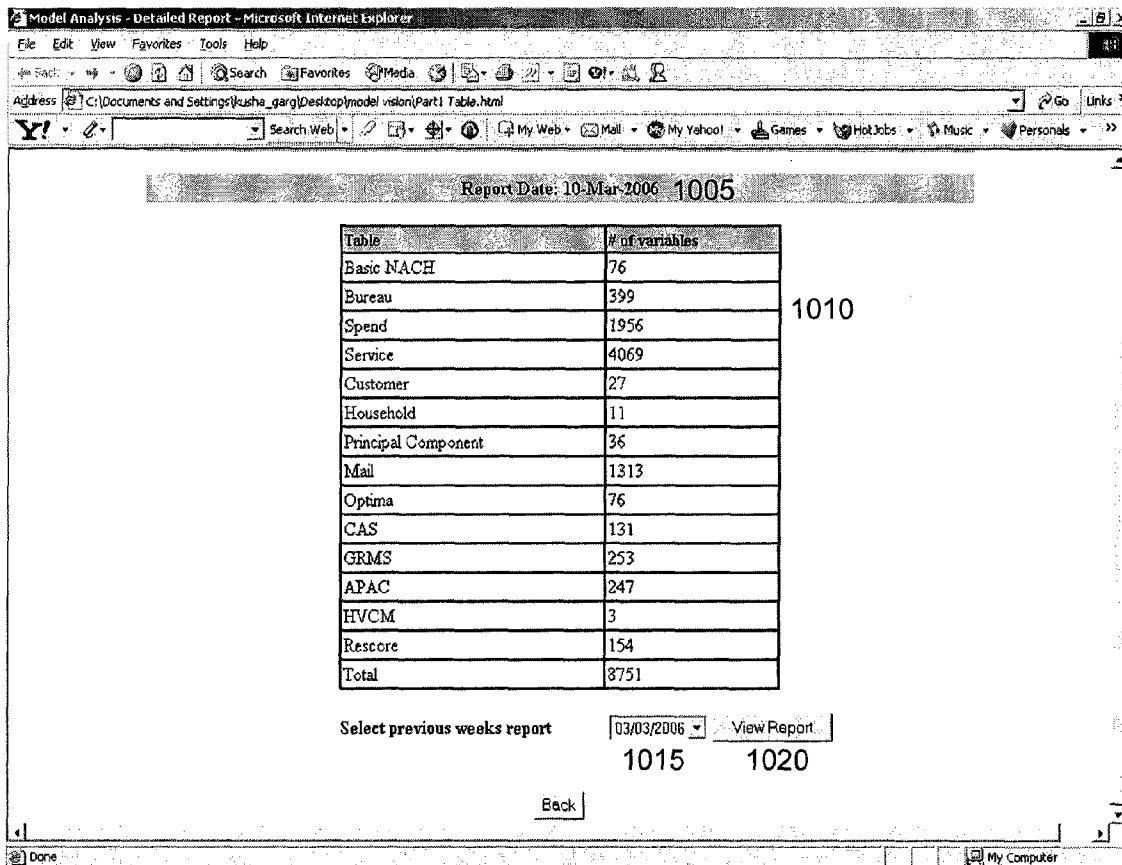 Model Analysis - Detailed Report - Microsoft Internet Explorer
File Edit View Favorites Tools Help
Back Search Favorites Media
Address C:\Documents and Settings\kusha_garg\Desktop\model vision\Part1 Table.html Go Links
Y! Search Web My Web Mail My Yahoo! Games HotJobs Music Personals »
Report Date: 10-Mar-2006 1005
Table # of variables
Basic NACH 76
Bureau 399
1010
Spend 1956
Service 4069
Customer 27
Household 11
Principal Component 36
Mail 1313
Optima 76
CAS 131
GRMS 253
APAC 247
HVCM 3
Rescore 154
Total 8751
Select previous weeks report 03/03/2006 View Report
1015 1020
Back
Done My Computer